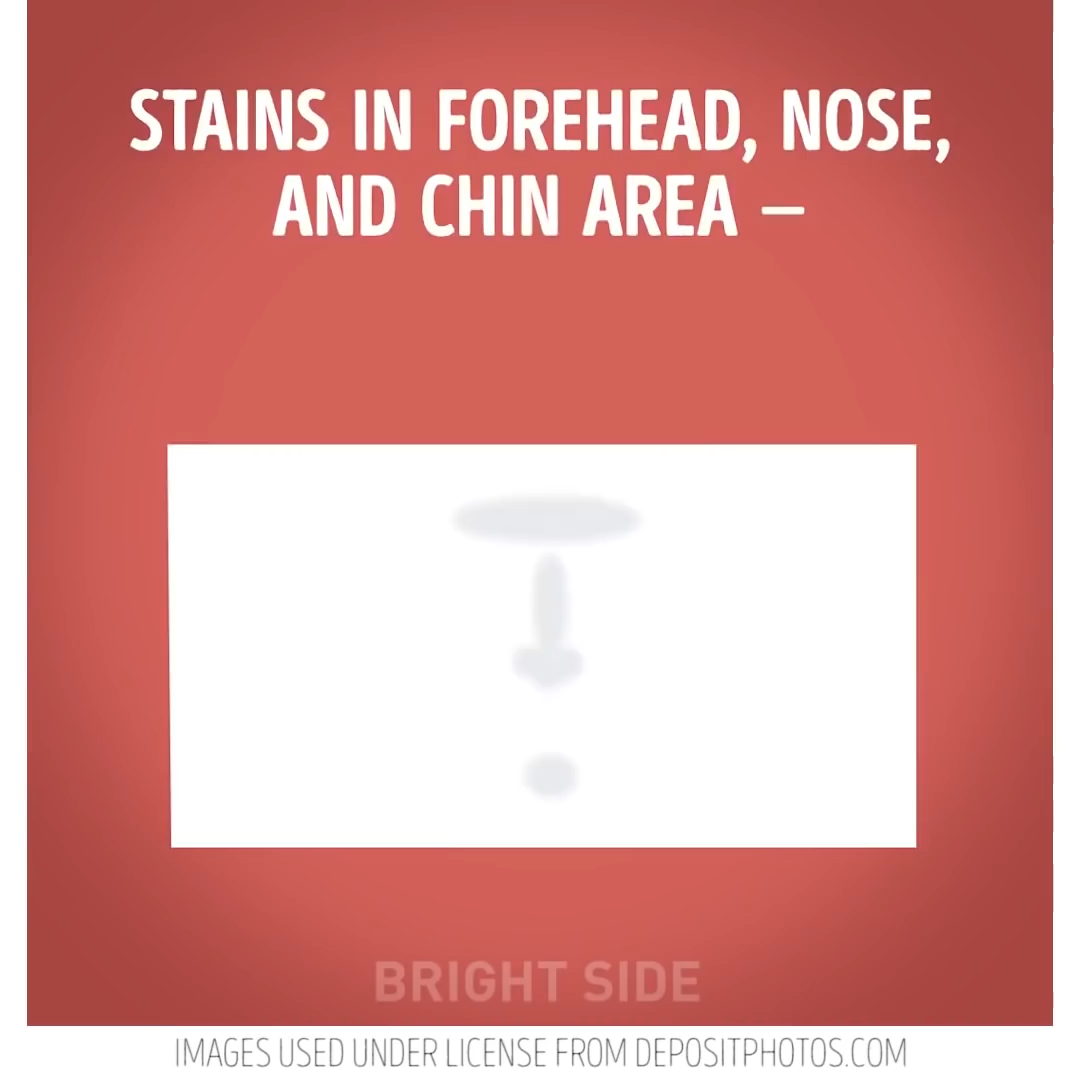 STAINS IN FOREHEAD, NOSE,
AND CHIN AREA –
BRIGHT SIDE
IMAGES USED UNDER LICENSE FROM DEPOSITPHOTOS.COM